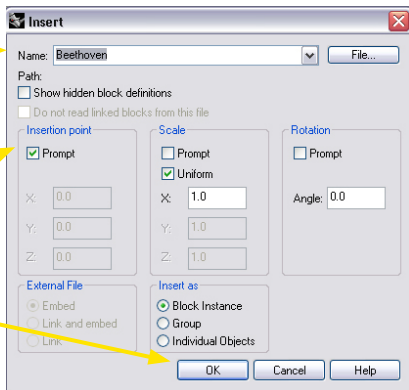 Insert
Name: Beethoven File...
Path:
Show hidden block definitions
Do not read linked blocks from this file
Insertion point Scale Rotation
Prompt Prompt Prompt
Uniform
X: 0.0 X: 1.0 Angle: 0.0
Y: 0.0 Y: 1.0
Z: 0.0 Z: 1.0
External File Insert as
Embed Block Instance
Link and embed Group
Link Individual Objects
OK Cancel Help